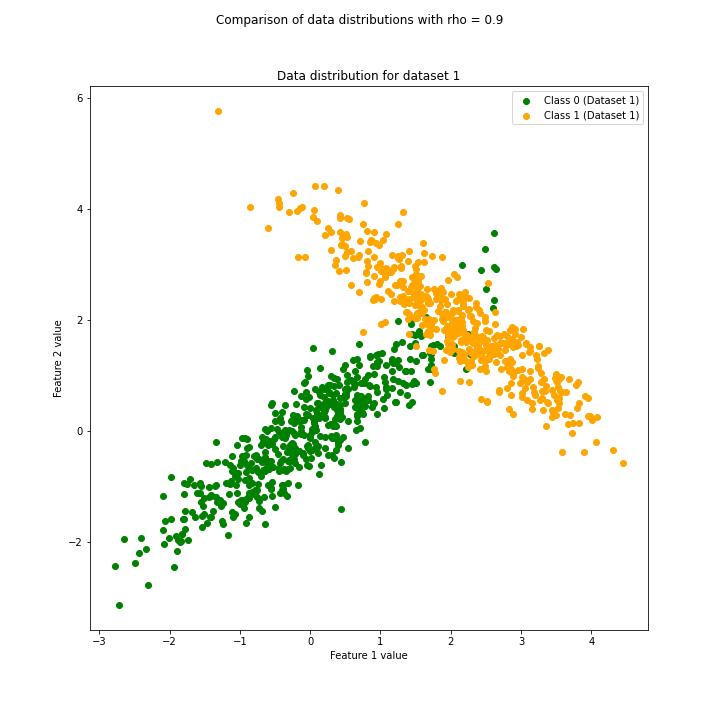 Comparison of data distributions with rho = 0.9
Data distribution for dataset 1
Class 0 (Dataset 1)
Class 1 (Dataset 1)
6
4
2
0
−2
Feature 2 value
−3 −2 −1 0 1 2 3 4
Feature 1 value